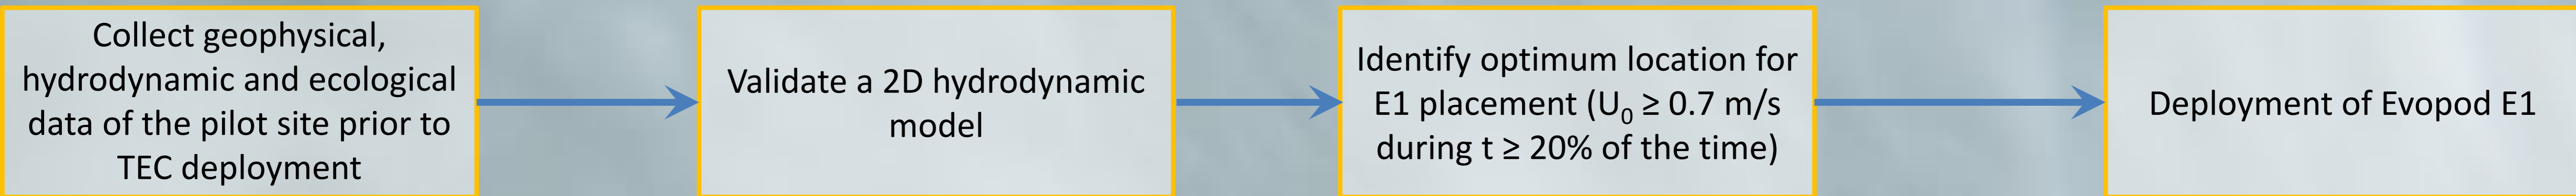 Collect geophysical,
hydrodynamic and ecological
data of the pilot site prior to
TEC deployment
Validate a 2D hydrodynamic
model
Identify optimum location for
E1 placement (U₀ ≥ 0.7 m/s
during t ≥ 20% of the time)
Deployment of Evopod E1